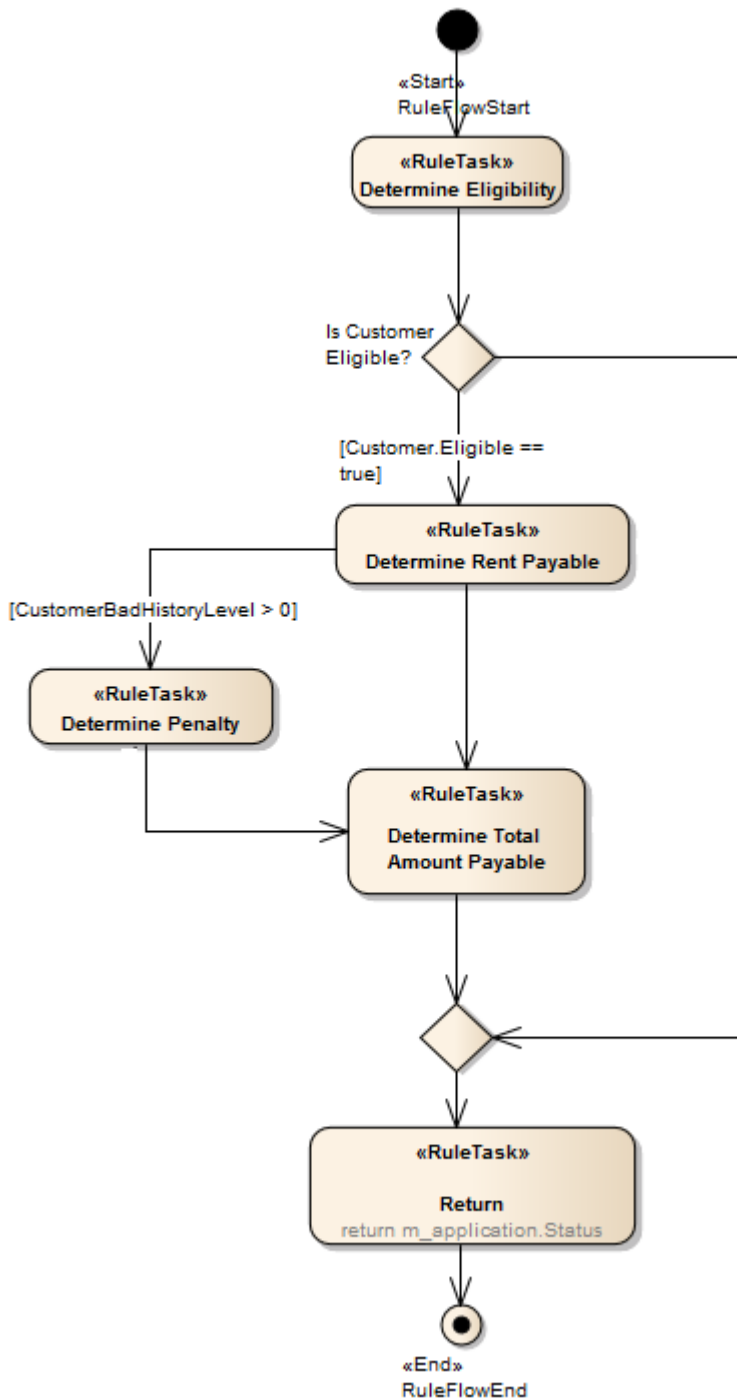 «Start»
RuleFlowStart
«RuleTask»
Determine Eligibility
Is Customer
Eligible?
[Customer.Eligible ==
true]
«RuleTask»
Determine Rent Payable
[CustomerBadHistoryLevel > 0]
«RuleTask»
Determine Penalty
«RuleTask»
Determine Total
Amount Payable
«RuleTask»
Return
return m_application.Status
«End»
RuleFlowEnd